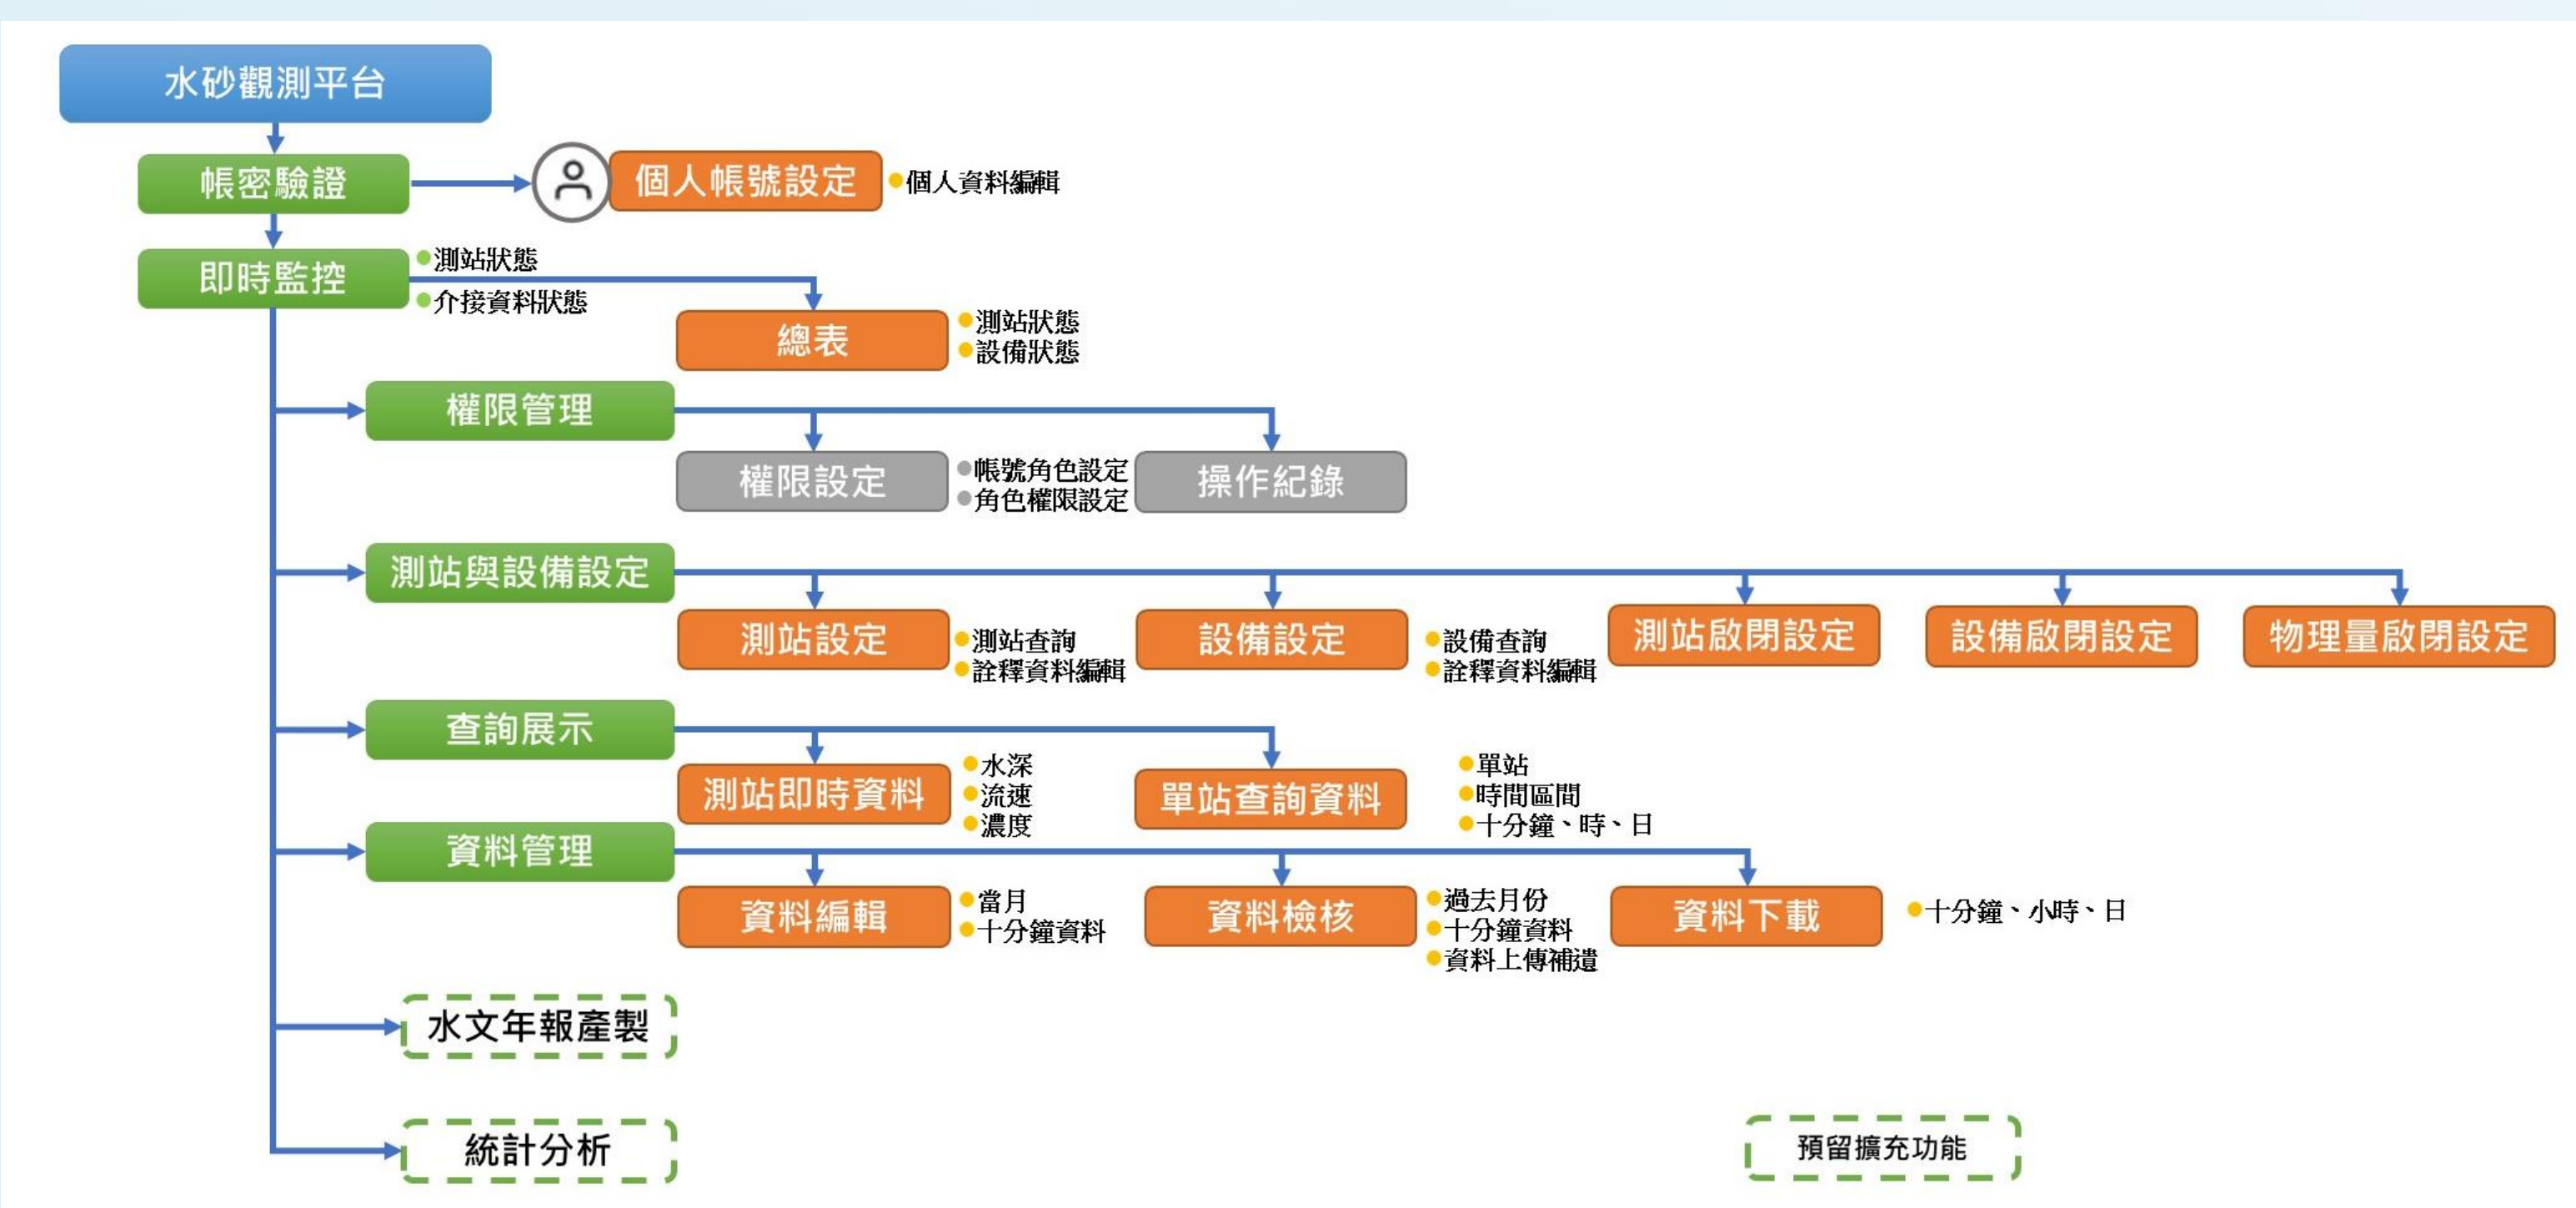 水砂觀測平台
帳密驗證
個人帳號設定
個人資料編輯
即時監控
測站狀態
介接資料狀態
總表
測站狀態
設備狀態
權限管理
權限設定
帳號角色設定
角色權限設定
操作紀錄
測站與設備設定
測站設定
測站查詢
詮釋資料編輯
設備設定
設備查詢
詮釋資料編輯
測站啟閉設定
設備啟閉設定
物理量啟閉設定
查詢展示
測站即時資料
水深
流速
濃度
單站查詢資料
單站
時間區間
十分鐘、時、日
資料管理
資料編輯
當月
十分鐘資料
資料檢核
過去月份
十分鐘資料
資料上傳補遺
資料下載
十分鐘、小時、日
水文年報產製
統計分析
預留擴充功能